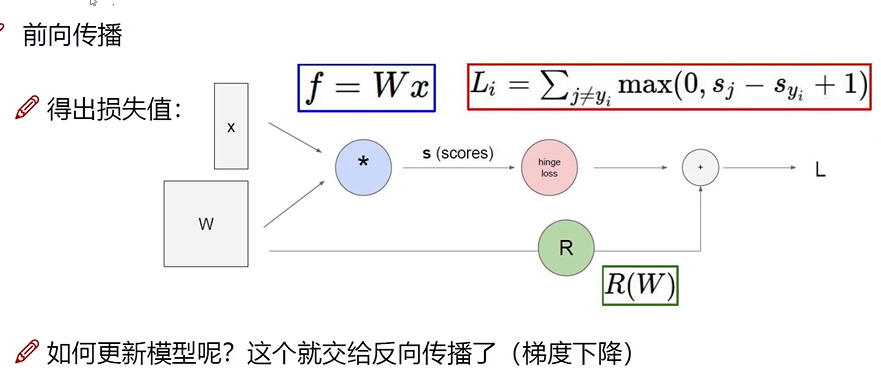 前向传播
得出损失值：
f = Wx
L_i = ∑_{j≠y_i} max(0, s_j − s_{y_i} + 1)
x
W
*
s (scores)
hinge
loss
+
L
R
R(W)
如何更新模型呢？这个就交给反向传播了（梯度下降）